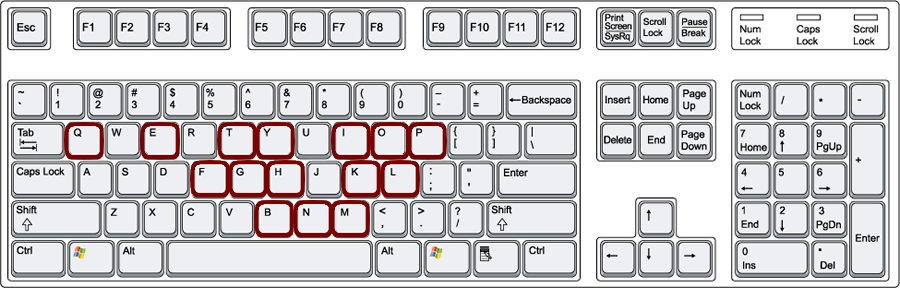 Esc F1 F2 F3 F4 F5 F6 F7 F8 F9 F10 F11 F12 Print Screen SysRq Scroll Lock Pause Break Num Lock Caps Lock Scroll Lock
~ ` ! 1 @ 2 # 3 $ 4 % 5 ^ 6 & 7 * 8 ( 9 ) 0 – - + = ←Backspace Insert Home Page Up Num Lock / * -
Tab Q W E R T Y U I O P { [ } ] | \ Delete End Page Down 7 Home 8 ↑ 9 PgUp +
Caps Lock A S D F G H J K L : ; " , Enter 4 ← 5 6 →
Shift Z X C V B N M < , > . ? / Shift ↑ 1 End 2 ↓ 3 PgDn Enter
Ctrl Alt Alt Ctrl ← ↓ → 0 Ins . Del